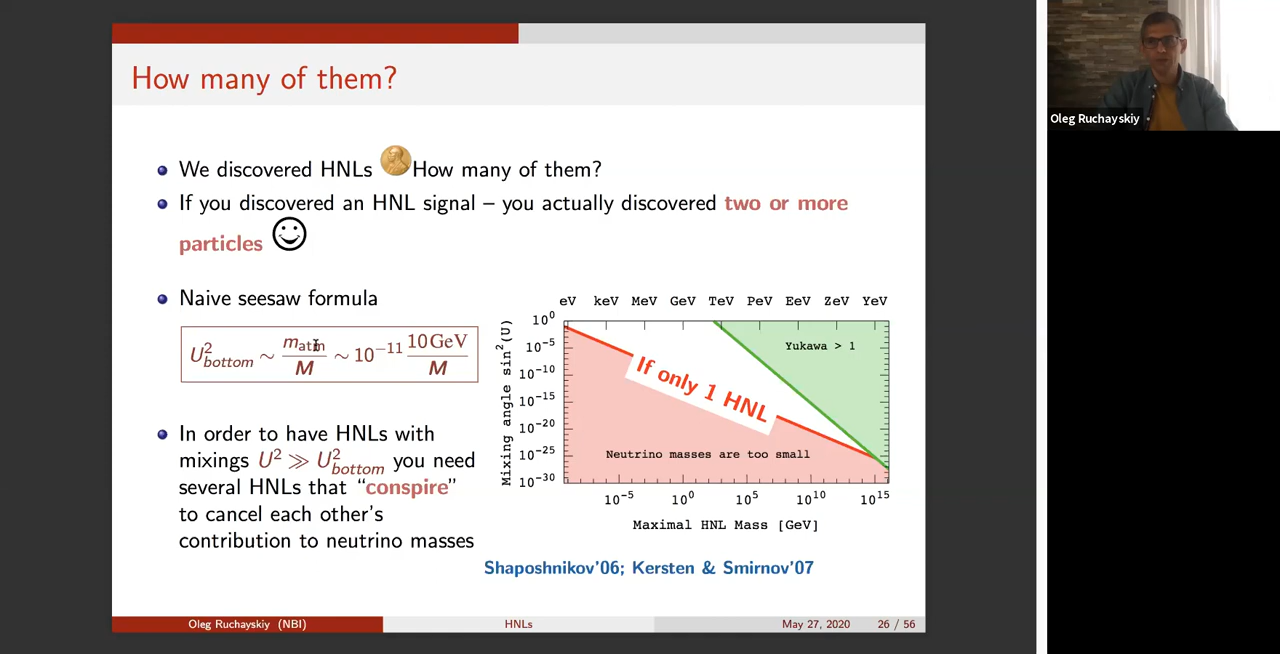 How many of them?
We discovered HNLs How many of them?
If you discovered an HNL signal – you actually discovered two or more
particles
Naive seesaw formula
U²_bottom ∼ m_atm / M ∼ 10⁻¹¹ 10 GeV / M
In order to have HNLs with
mixings U² ≫ U²_bottom you need
several HNLs that "conspire"
to cancel each other's
contribution to neutrino masses
eV keV MeV GeV TeV PeV EeV ZeV YeV
Mixing angle sin²(U)
10⁰
10⁻⁵
10⁻¹⁰
10⁻¹⁵
10⁻²⁰
10⁻²⁵
10⁻³⁰
Yukawa > 1
If only 1 HNL
Neutrino masses are too small
10⁻⁵ 10⁰ 10⁵ 10¹⁰ 10¹⁵
Maximal HNL Mass [GeV]
Shaposhnikov'06; Kersten & Smirnov'07
Oleg Ruchayskiy (NBI) HNLs May 27, 2020 26 / 56
Oleg Ruchayskiy